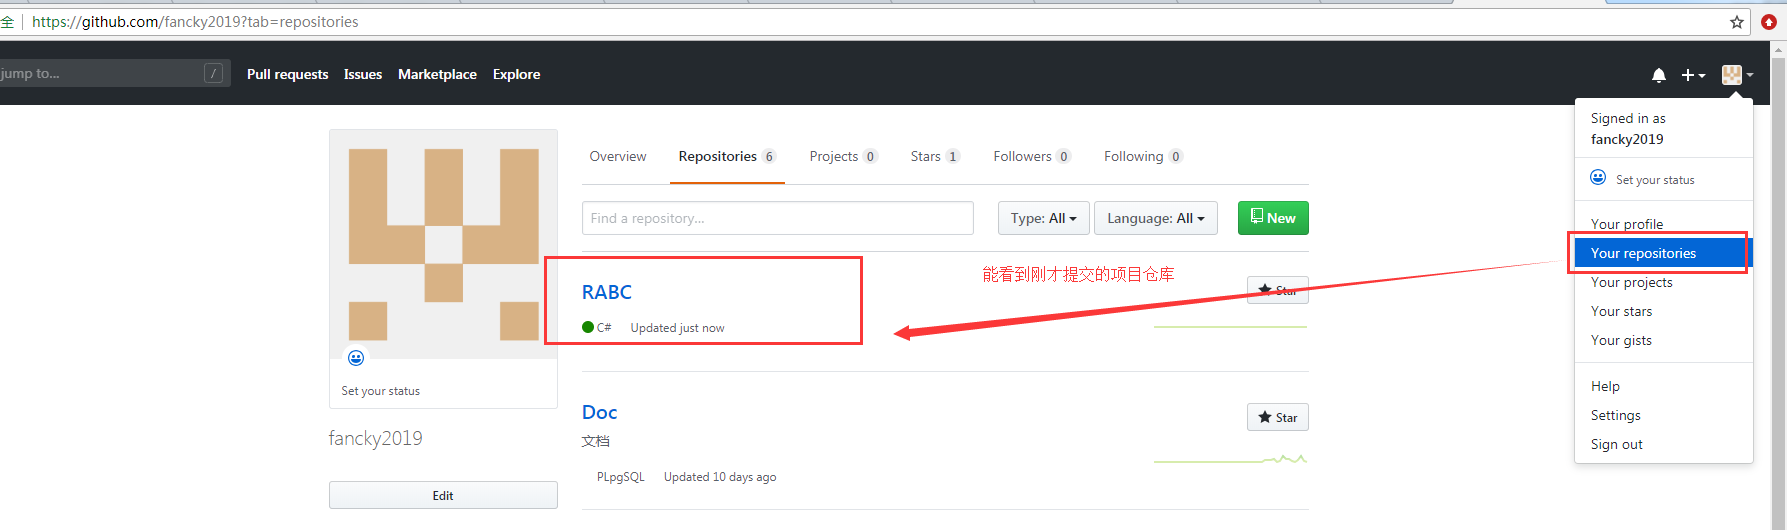 全 https://github.com/fancky2019?tab=repositories
jump to... /
Pull requests Issues Marketplace Explore
Signed in as
fancky2019
Set your status
Your profile
Your repositories
Your projects
Your stars
Your gists
Help
Settings
Sign out
Overview Repositories 6 Projects 0 Stars 1 Followers 0 Following 0
Find a repository... Type: All Language: All New
能看到刚才提交的项目仓库
RABC Star
C# Updated just now
Doc Star
文档
PLpgSQL Updated 10 days ago
Set your status
fancky2019
Edit